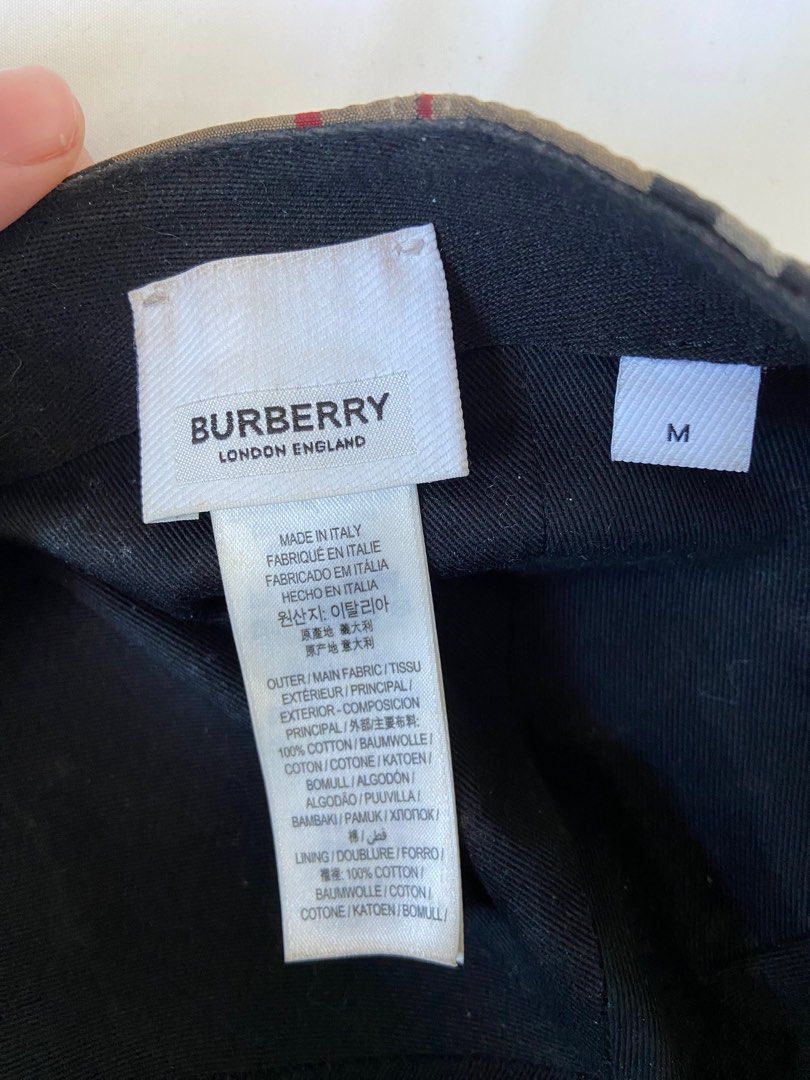 BURBERRY
LONDON ENGLAND
M
MADE IN ITALY
FABRIQUÉ EN ITALIE
FABRICADO EM ITÁLIA
HECHO EN ITALIA
원산지: 이탈리아
原產地 義大利
原产地 意大利
OUTER / MAIN FABRIC / TISSU
EXTÉRIEUR / PRINCIPAL /
EXTERIOR - COMPOSICION
PRINCIPAL / 外部/主要布料:
100% COTTON / BAUMWOLLE /
COTON / COTONE / KATOEN /
BOMULL / ALGODÓN /
ALGODÃO / PUUVILLA /
BAMBAKI / PAMUK / ХЛОПОК /
棉 / قطن /
LINING / DOUBLURE / FORRO /
襯裡: 100% COTTON /
BAUMWOLLE / COTON /
COTONE / KATOEN / BOMULL /